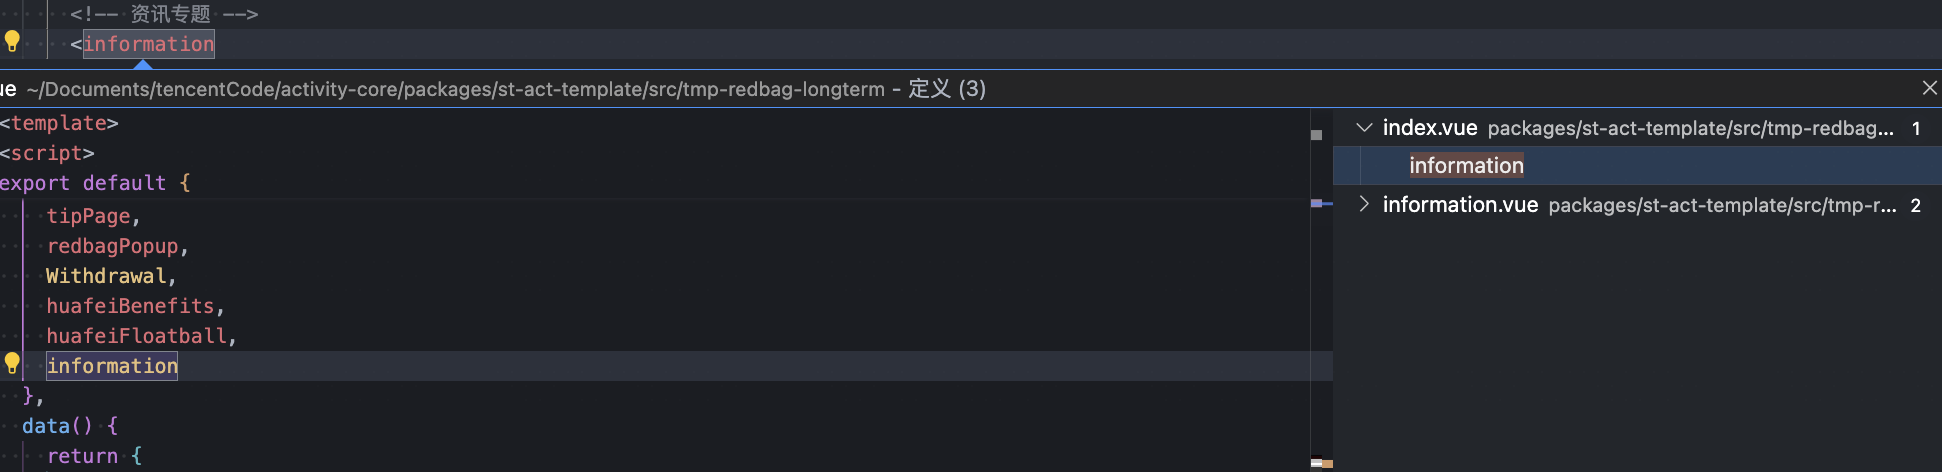 <!-- 资讯专题 -->
<information
ue ~/Documents/tencentCode/activity-core/packages/st-act-template/src/tmp-redbag-longterm - 定义 (3)
<template>
<script>
export default {
tipPage,
redbagPopup,
Withdrawal,
huafeiBenefits,
huafeiFloatball,
information
},
data() {
return {
index.vue packages/st-act-template/src/tmp-redbag... 1
information
information.vue packages/st-act-template/src/tmp-r... 2